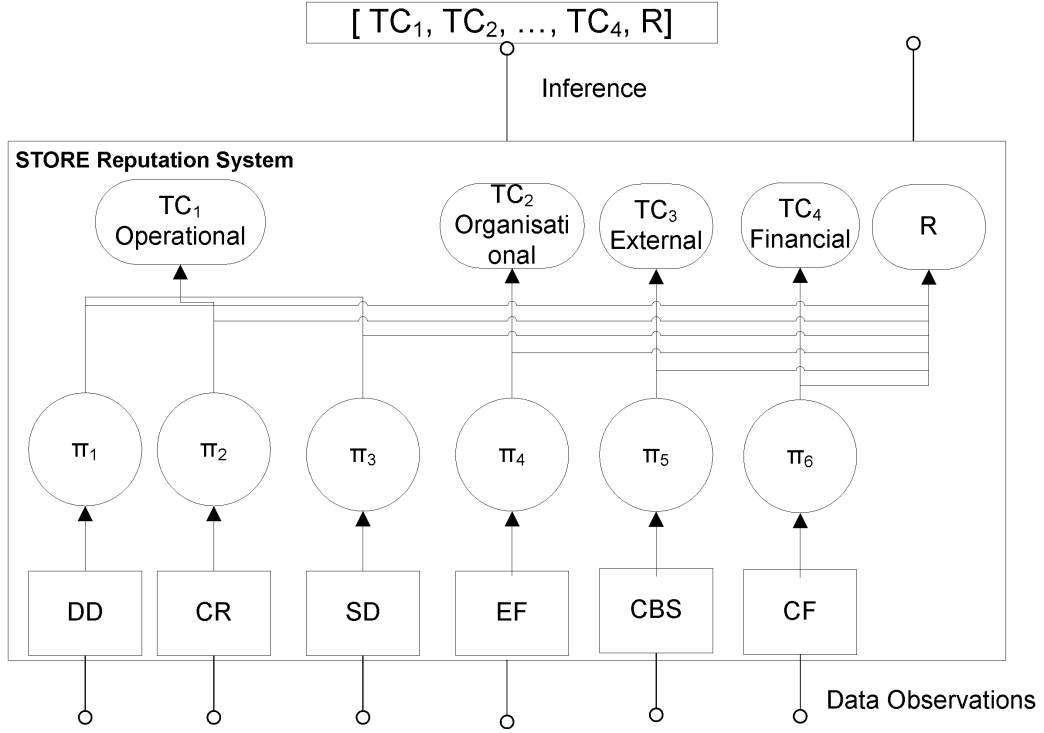 [ TC₁, TC₂, ..., TC₄, R]
Inference
STORE Reputation System
TC₁
Operational
TC₂
Organisati
onal
TC₃
External
TC₄
Financial
R
π₁
π₂
π₃
π₄
π₅
π₆
DD
CR
SD
EF
CBS
CF
Data Observations